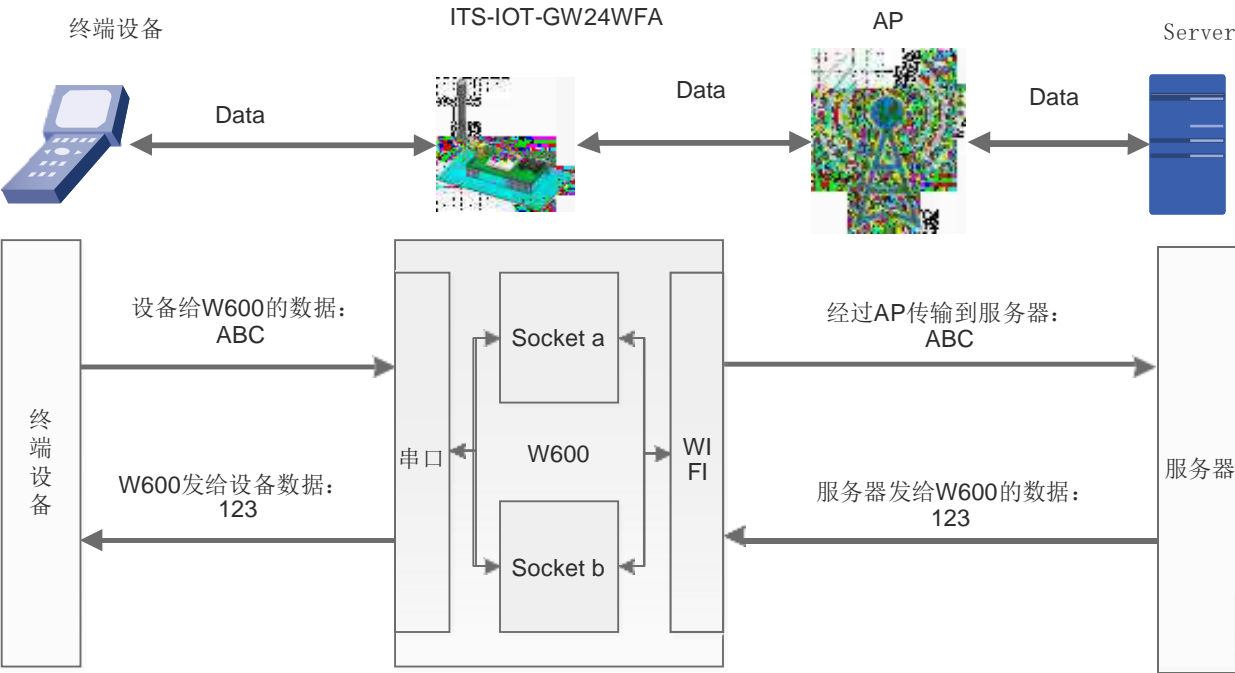 终端设备
ITS-IOT-GW24WFA
AP
Server
Data
Data
Data
设备给W600的数据：
ABC
经过AP传输到服务器：
ABC
Socket a
终
端
设
备
串口
W600
WI
FI
服务器
W600发给设备数据：
123
服务器发给W600的数据：
123
Socket b